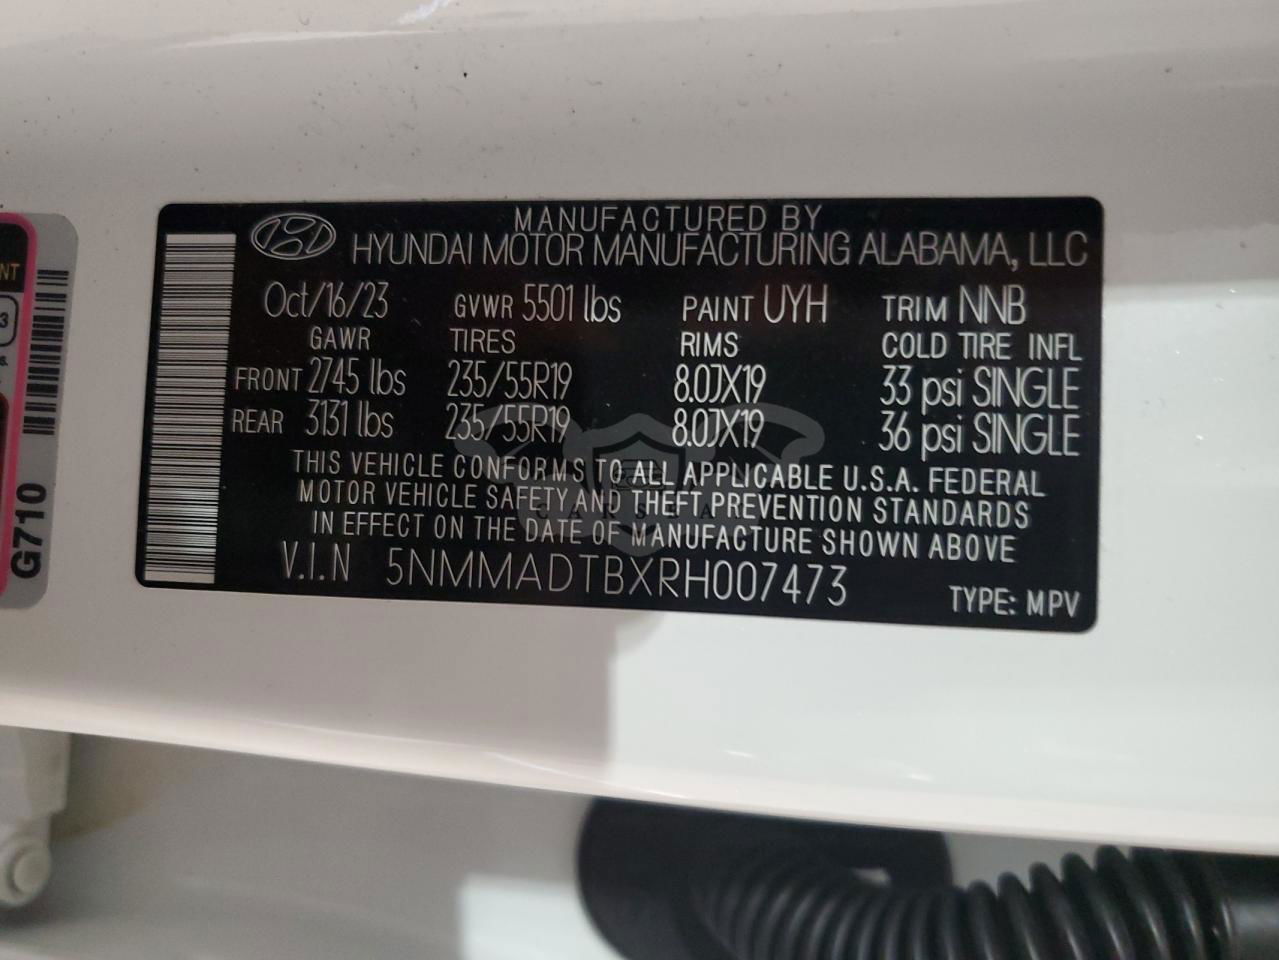 MANUFACTURED BY
HYUNDAI MOTOR MANUFACTURING ALABAMA, LLC
Oct/16/23 GVWR 5501 lbs PAINT UYH TRIM NNB
GAWR TIRES RIMS COLD TIRE INFL
FRONT 2745 lbs 235/55R19 8.0JX19 33 psi SINGLE
REAR 3131 lbs 235/55R19 8.0JX19 36 psi SINGLE
THIS VEHICLE CONFORMS TO ALL APPLICABLE U.S.A. FEDERAL
MOTOR VEHICLE SAFETY AND THEFT PREVENTION STANDARDS
IN EFFECT ON THE DATE OF MANUFACTURE SHOWN ABOVE
V.I.N 5NMMADTBXRH007473
TYPE: MPV
G710
NT
3